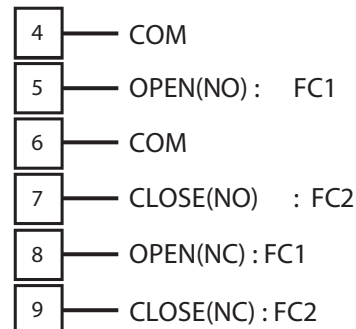 4 COM
5 OPEN(NO) : FC1
6 COM
7 CLOSE(NO) : FC2
8 OPEN(NC) : FC1
9 CLOSE(NC) : FC2